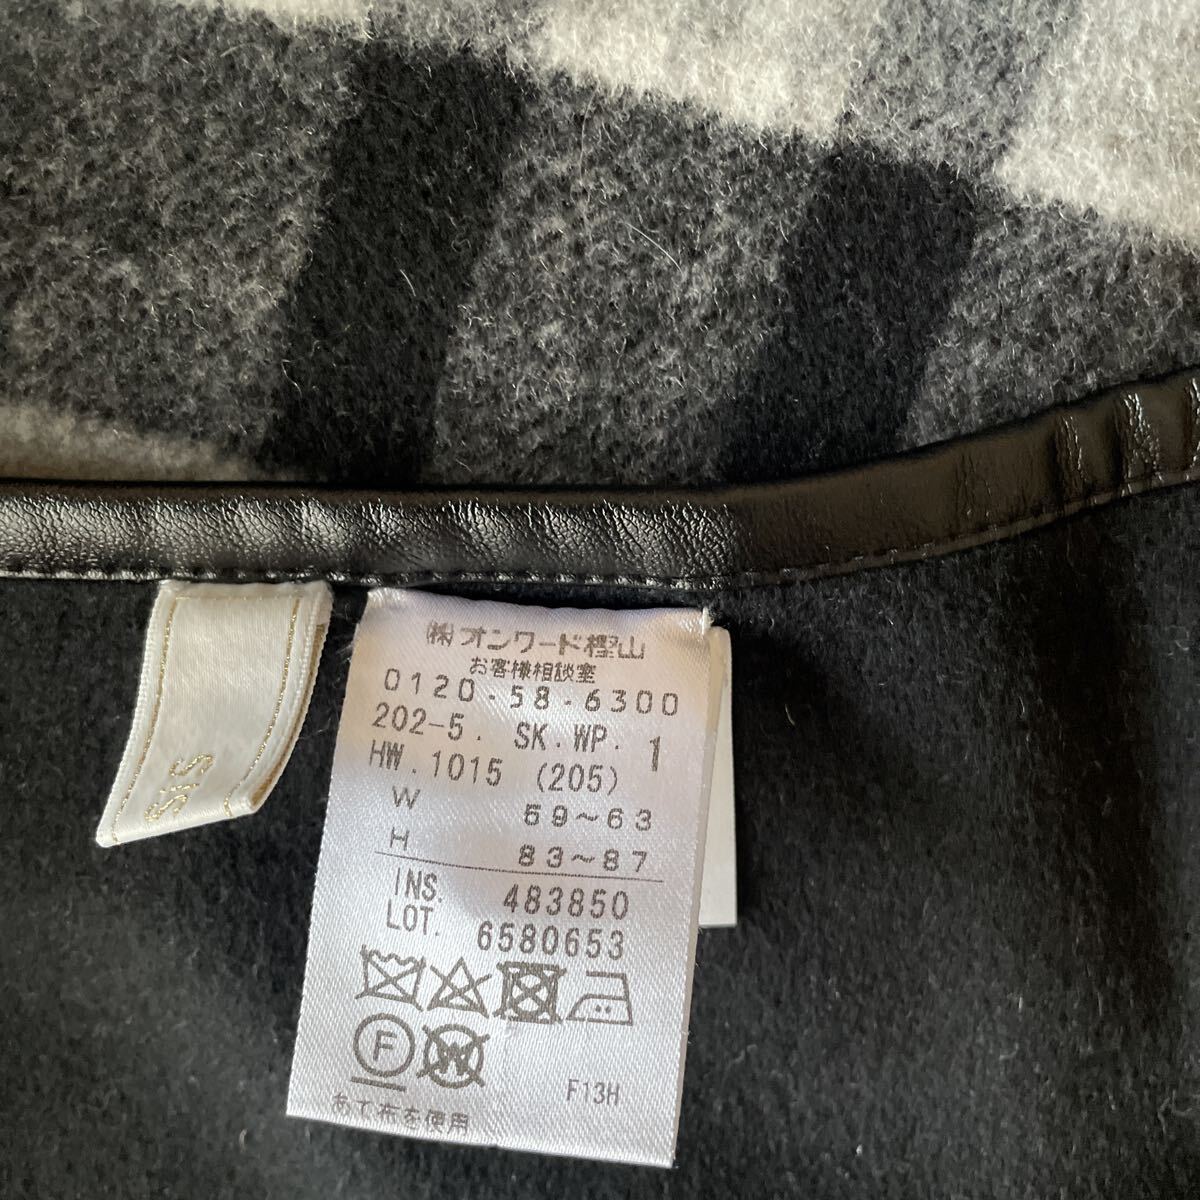 ㈱オンワード樫山
お客様相談室
0120-58-6300
202-5. SK.WP. 1
HW.1015 (205)
W 59~63
H 83~87
INS. 483850
LOT. 6580653
F
W
F13H
あて布を使用